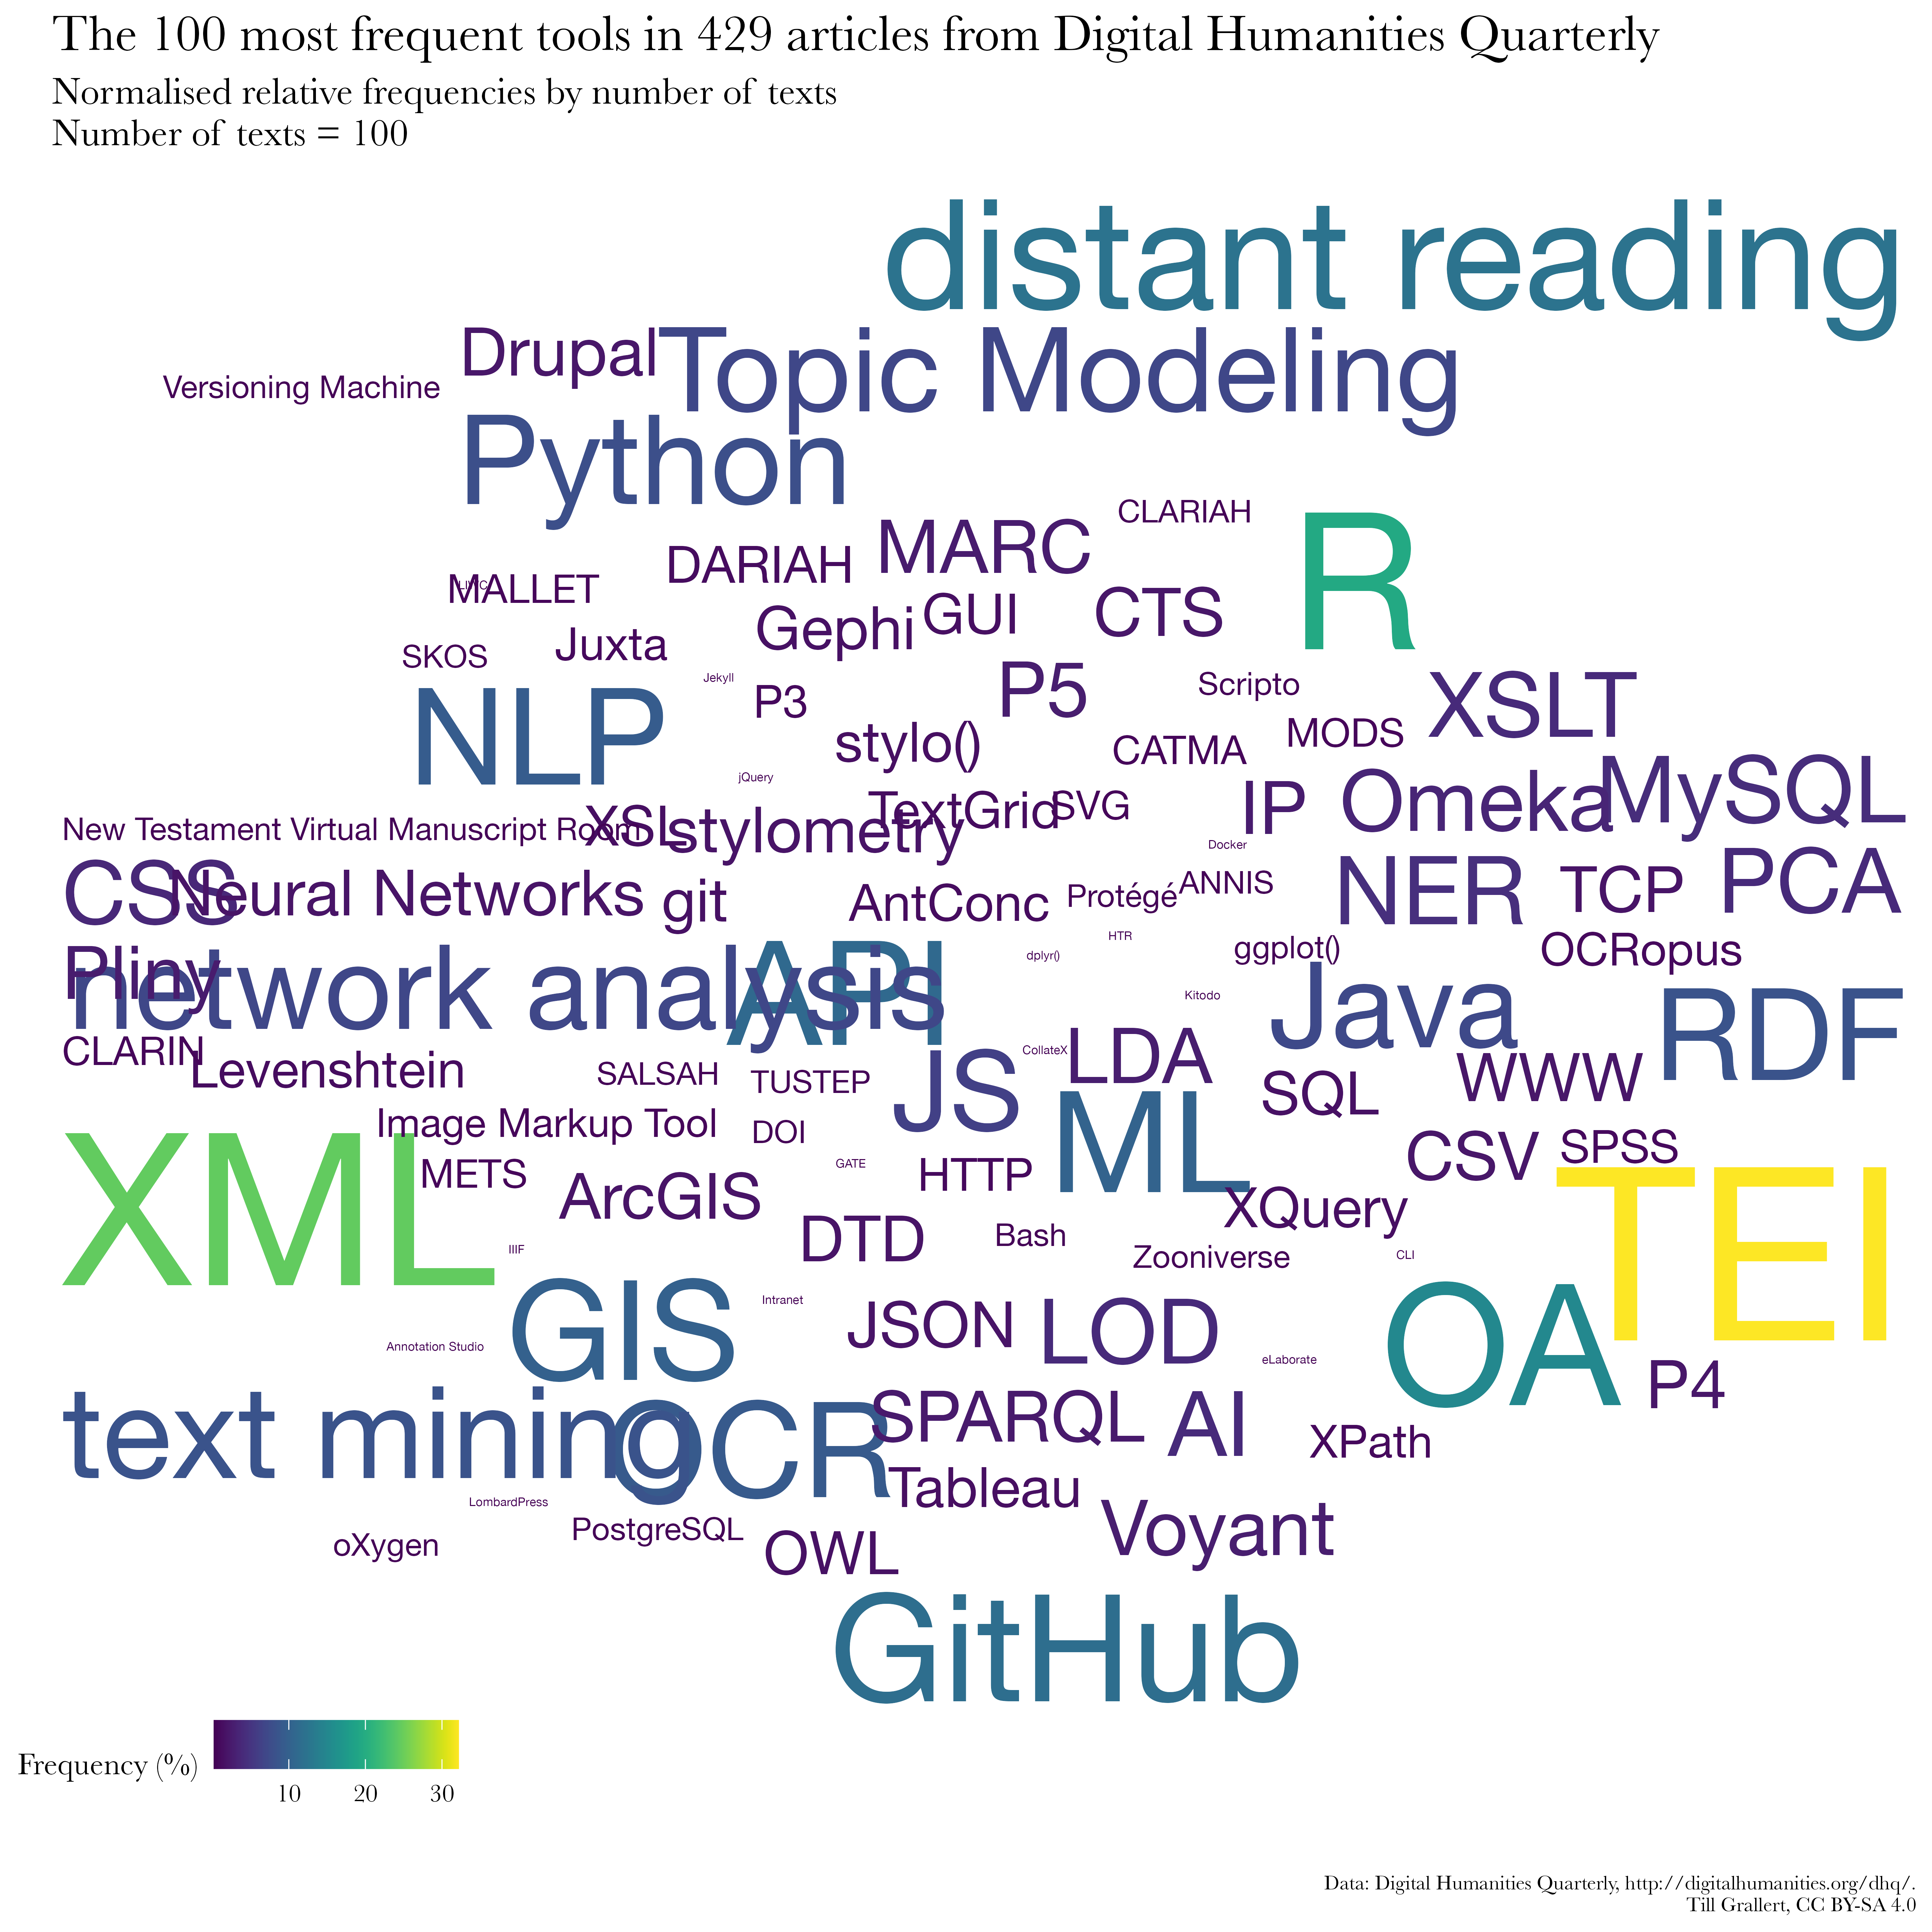 The 100 most frequent tools in 429 articles from Digital Humanities Quarterly
Normalised relative frequencies by number of texts
Number of texts = 100
distant reading
Drupal
Topic Modeling
Versioning Machine
Python
CLARIAH
MARC
R
DARIAH
MALLET
CTS
GUI
Gephi
Juxta
SKOS
Jekyll
P5
Scripto
P3
XSLT
NLP
stylo()
CATMA
MODS
jQuery
MySQL
Omeka
IP
TextGrid
SVG
New Testament Virtual Manuscript Room
XSL
stylometry
Docker
CSS
Neural Networks
git
AntConc
Protégé
ANNIS
NER
TCP
PCA
HTR
ggplot()
OCRopus
dplyr()
Pliny
network analysis
API
Kitodo
Java
RDF
CLARIN
Levenshtein
SALSAH
TUSTEP
CollateX
LDA
JS
SQL
WWW
Image Markup Tool
DOI
ML
XML
CSV
SPSS
METS
GATE
HTTP
ArcGIS
XQuery
TEI
DTD
Bash
IIIF
Zooniverse
CLI
GIS
Intranet
JSON
LOD
OA
Annotation Studio
eLaborate
P4
text mining
OCR
SPARQL
AI
XPath
Tableau
LombardPress
PostgreSQL
Voyant
oXygen
OWL
GitHub
Frequency (%)
10 20 30
Data: Digital Humanities Quarterly, http://digitalhumanities.org/dhq/.
Till Grallert, CC BY-SA 4.0